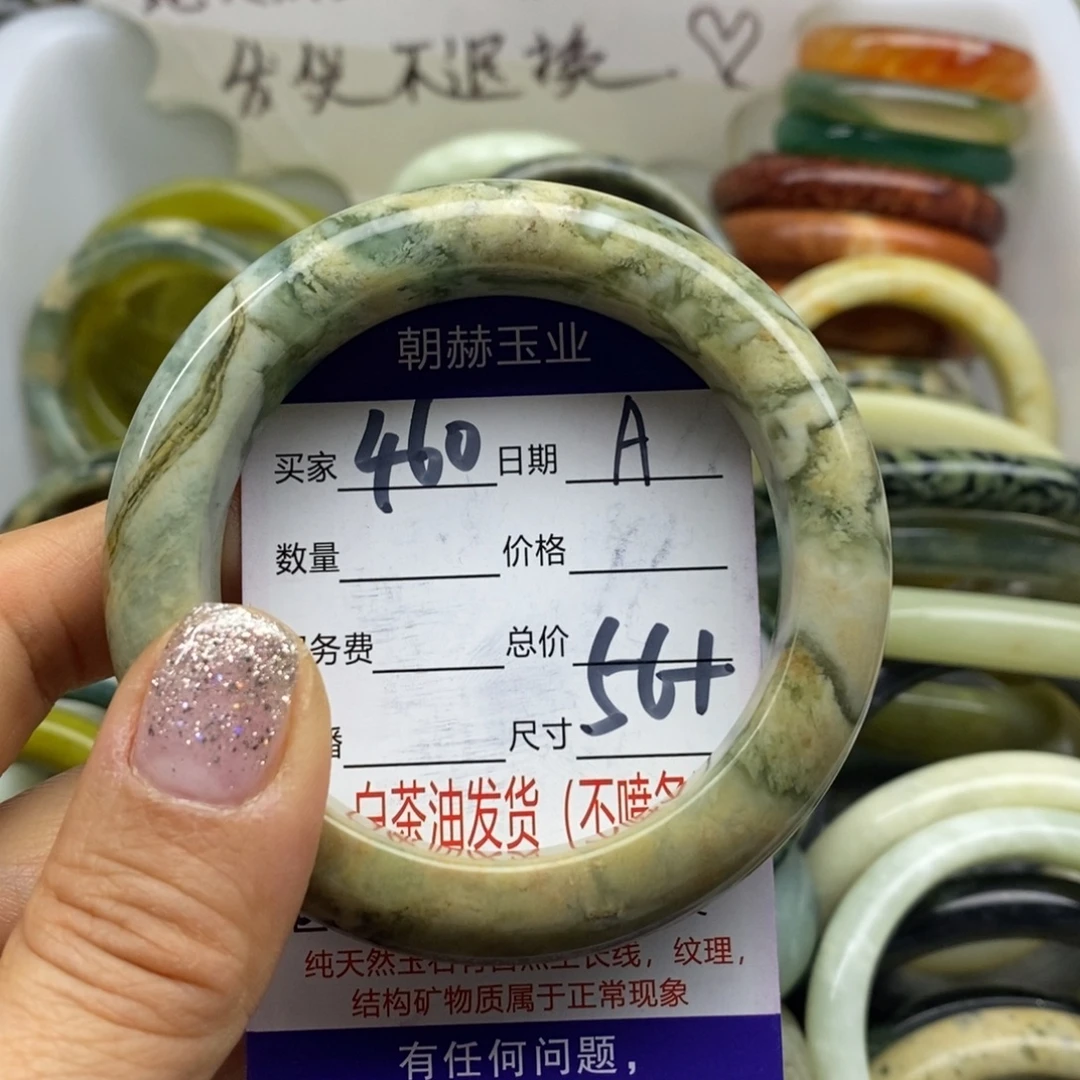 发货不退换
朝赫玉业
买家 460 日期 A
数量 价格
务费 总价
56+
播 尺寸
白茶油发货（不喷
纯天然玉石有自然生长线，纹理，
结构矿物质属于正常现象
有任何问题，